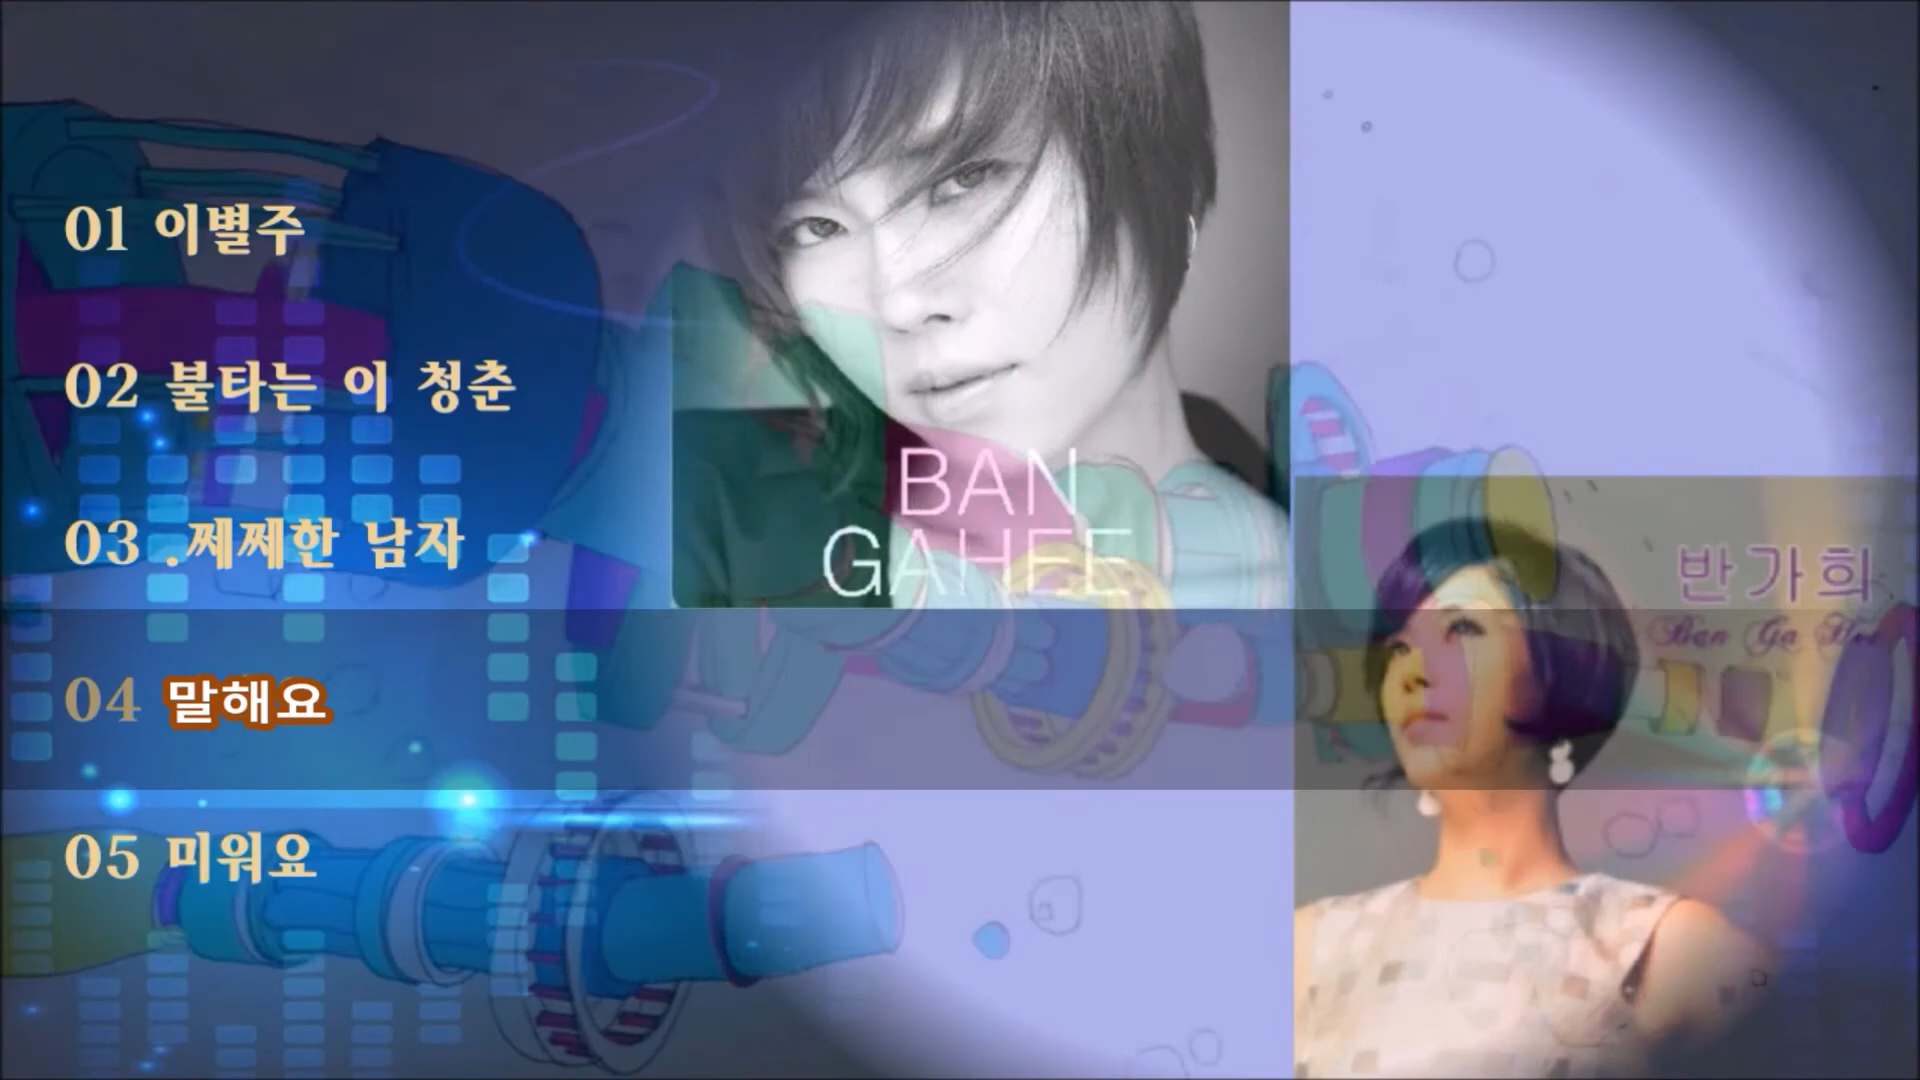 01 이별주
02 불타는 이 청춘
03 .쩨쩨한 남자
04 말해요
05 미워요
BAN
GAHEE
반가희
Ban Ga Hee